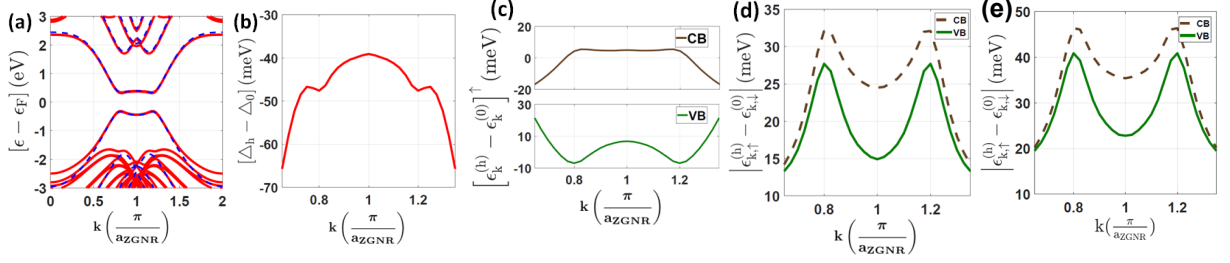 (a)
[ϵ − ϵ_F] (eV)
3
2
1
0
-1
-2
-3
0 0.5 1 1.5 2
k (π/a_ZGNR)
(b)
[Δ_h − Δ_0] (meV)
-30
-40
-50
-60
-70
0.8 1 1.2
k (π/a_ZGNR)
(c)
[ϵ_k^(h) − ϵ_k^(0)]^↑ (meV)
20
CB
0
-20
VB
20
-10
0.8 1 1.2
k (π/a_ZGNR)
(d)
|ϵ_k,↑^(h) − ϵ_k,↓^(0)| (meV)
CB
VB
35
30
25
20
15
10
0.8 1 1.2
k (π/a_ZGNR)
(e)
|ϵ_k,↑^(h) − ϵ_k,↓^(0)| (meV)
CB
VB
50
40
30
20
10
0.8 1 1.2
k(π/a_ZGNR)